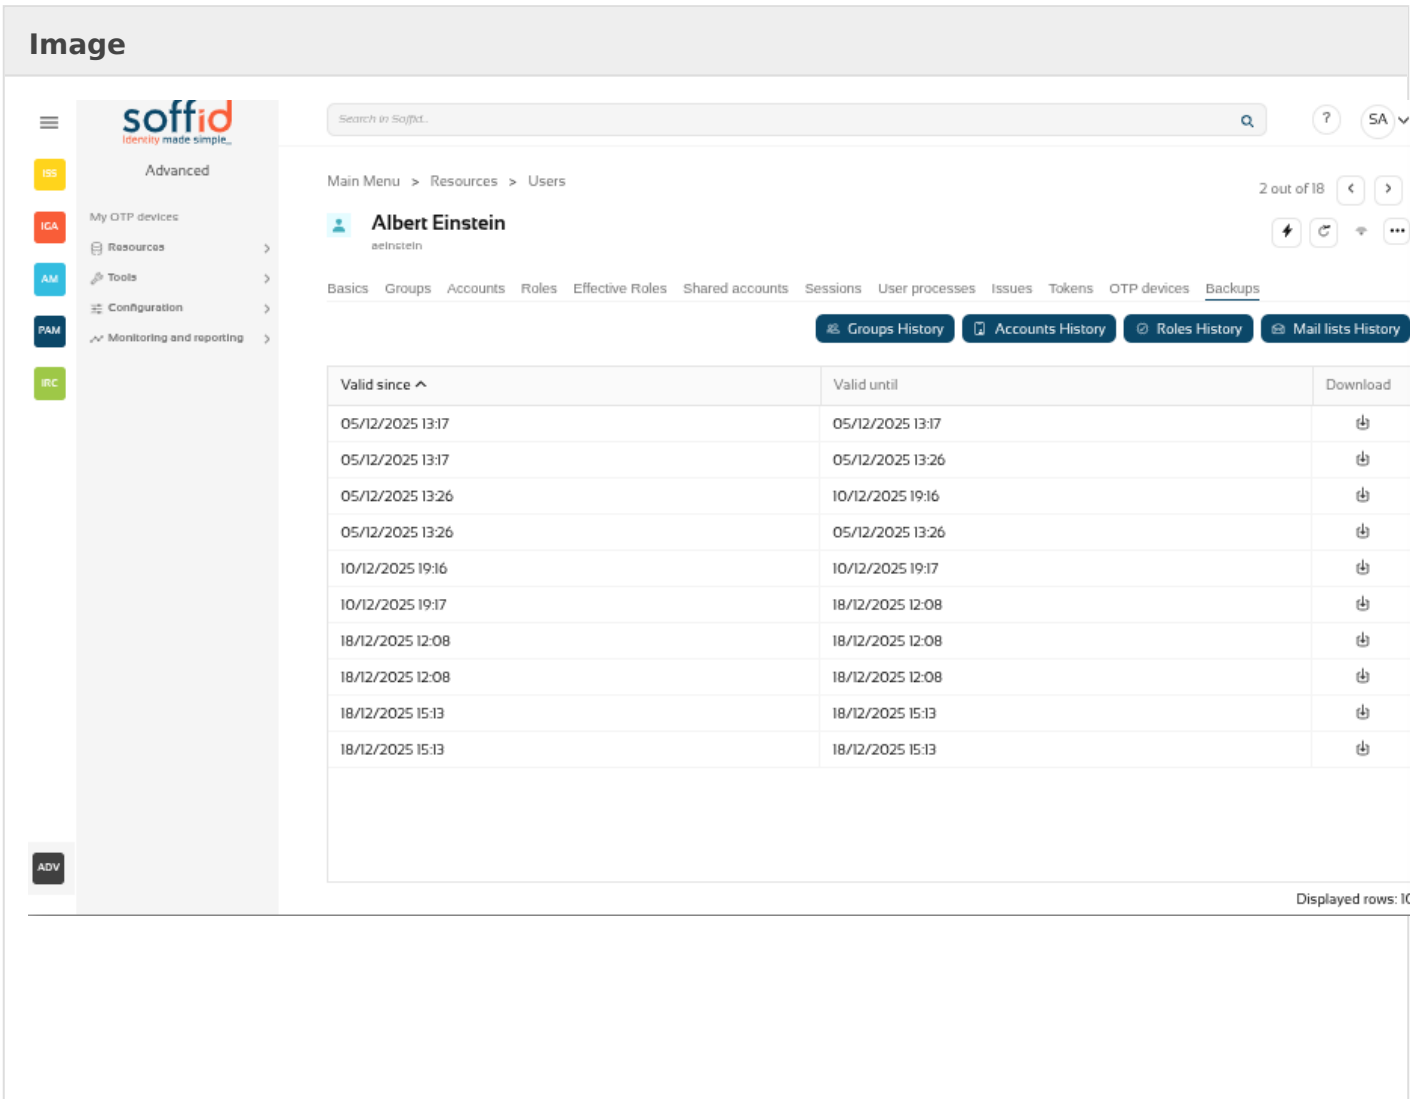 Image
soffid
Identity made simple_
Advanced
My OTP devices
Resources
Tools
Configuration
Monitoring and reporting
ISS
IGA
AM
PAM
IRC
ADV
Search in Soffid..
?
SA
Main Menu > Resources > Users
2 out of 18
Albert Einstein
aeinstein
Basics Groups Accounts Roles Effective Roles Shared accounts Sessions User processes Issues Tokens OTP devices Backups
Groups History Accounts History Roles History Mail lists History
Valid since Valid until Download
05/12/2025 13:17 05/12/2025 13:17
05/12/2025 13:17 05/12/2025 13:26
05/12/2025 13:26 10/12/2025 19:16
05/12/2025 13:26 05/12/2025 13:26
10/12/2025 19:16 10/12/2025 19:17
10/12/2025 19:17 18/12/2025 12:08
18/12/2025 12:08 18/12/2025 12:08
18/12/2025 12:08 18/12/2025 12:08
18/12/2025 15:13 18/12/2025 15:13
18/12/2025 15:13 18/12/2025 15:13
Displayed rows: 10